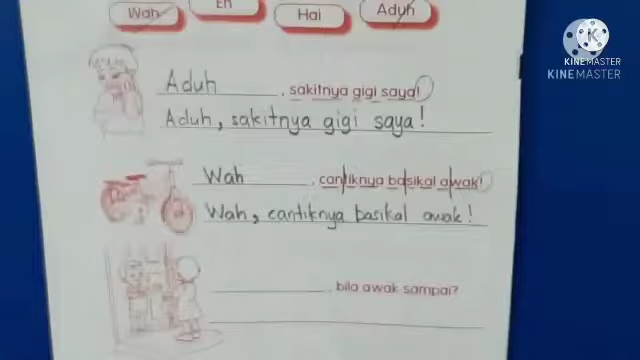 Wah
Eh
Hai
Aduh
KINEMASTER
KINEMASTER
Aduh, sakitnya gigi saya!
Aduh, sakitnya gigi saya!
Wah, cantiknya basikal awak!
Wah, cantiknya basikal awak!
, bila awak sampai?